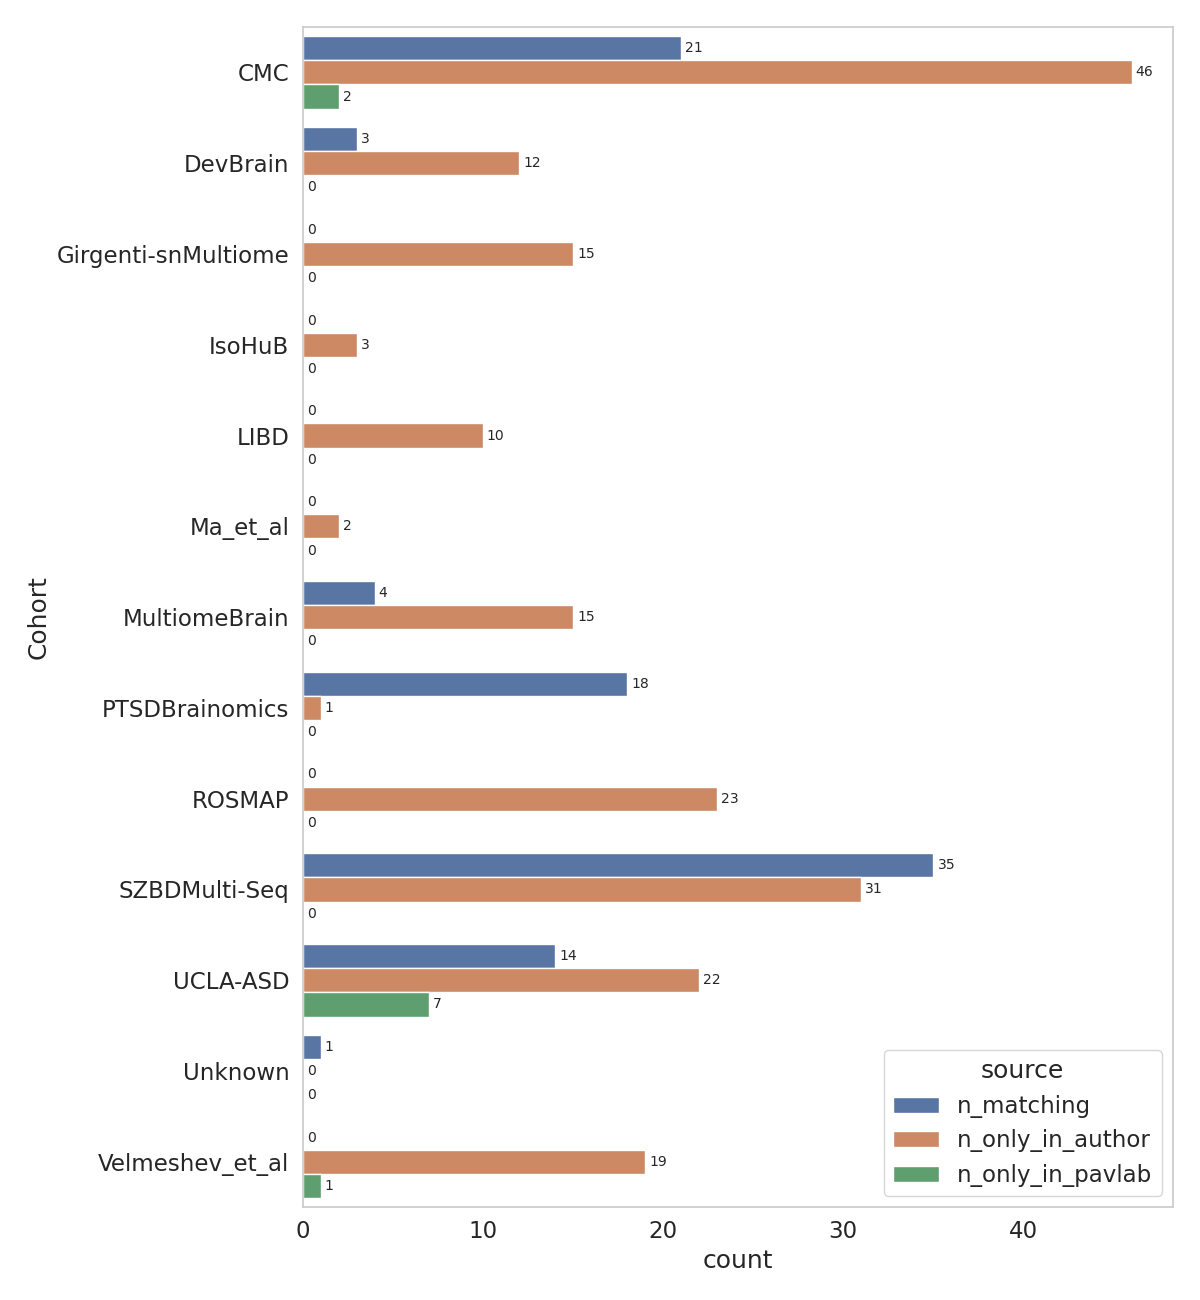 CMC
21
46
2
DevBrain
3
12
0
Girgenti-snMultiome
0
15
0
IsoHuB
0
3
0
LIBD
0
10
0
Ma_et_al
0
2
0
MultiomeBrain
4
15
0
PTSDBrainomics
18
1
0
ROSMAP
0
23
0
SZBDMulti-Seq
35
31
0
UCLA-ASD
14
22
7
Unknown
1
0
0
Velmeshev_et_al
0
19
1
Cohort
source
n_matching
n_only_in_author
n_only_in_pavlab
0 10 20 30 40
count